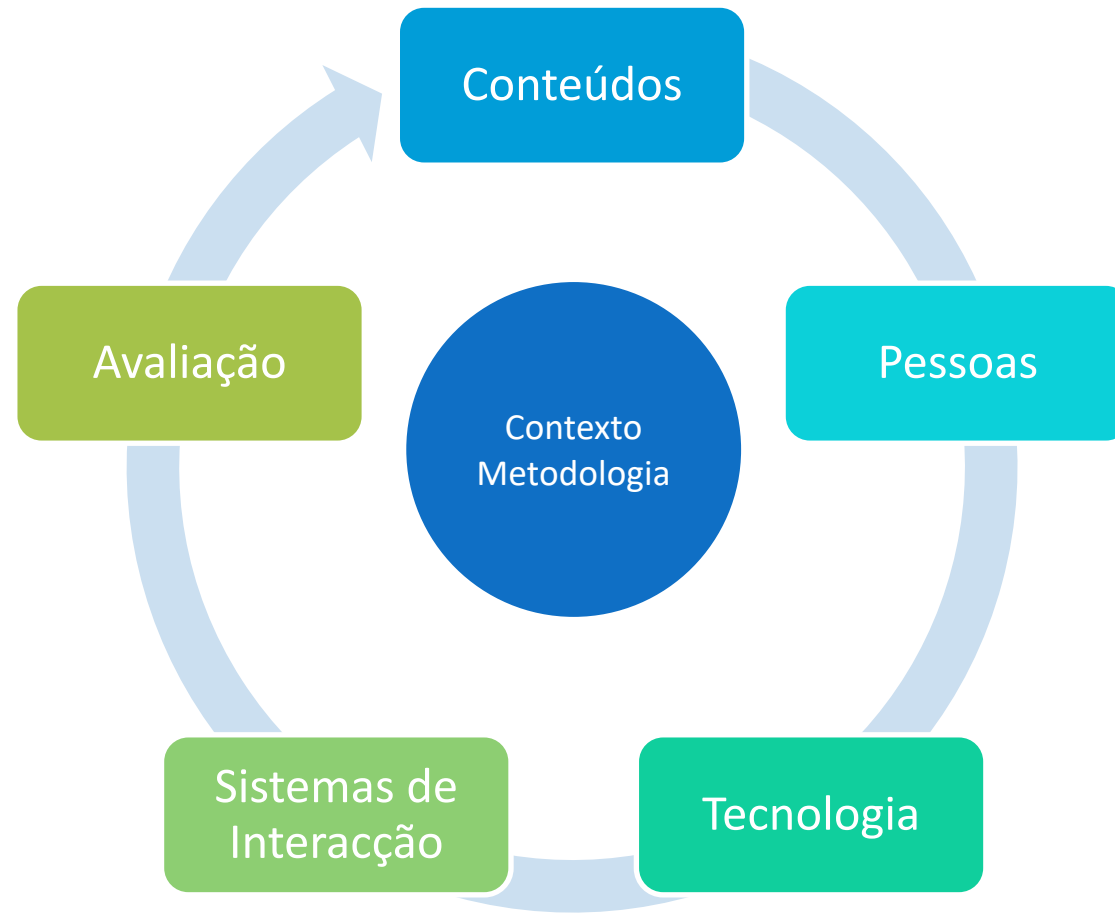 Conteúdos
Pessoas
Tecnologia
Sistemas de
Interacção
Avaliação
Contexto
Metodologia